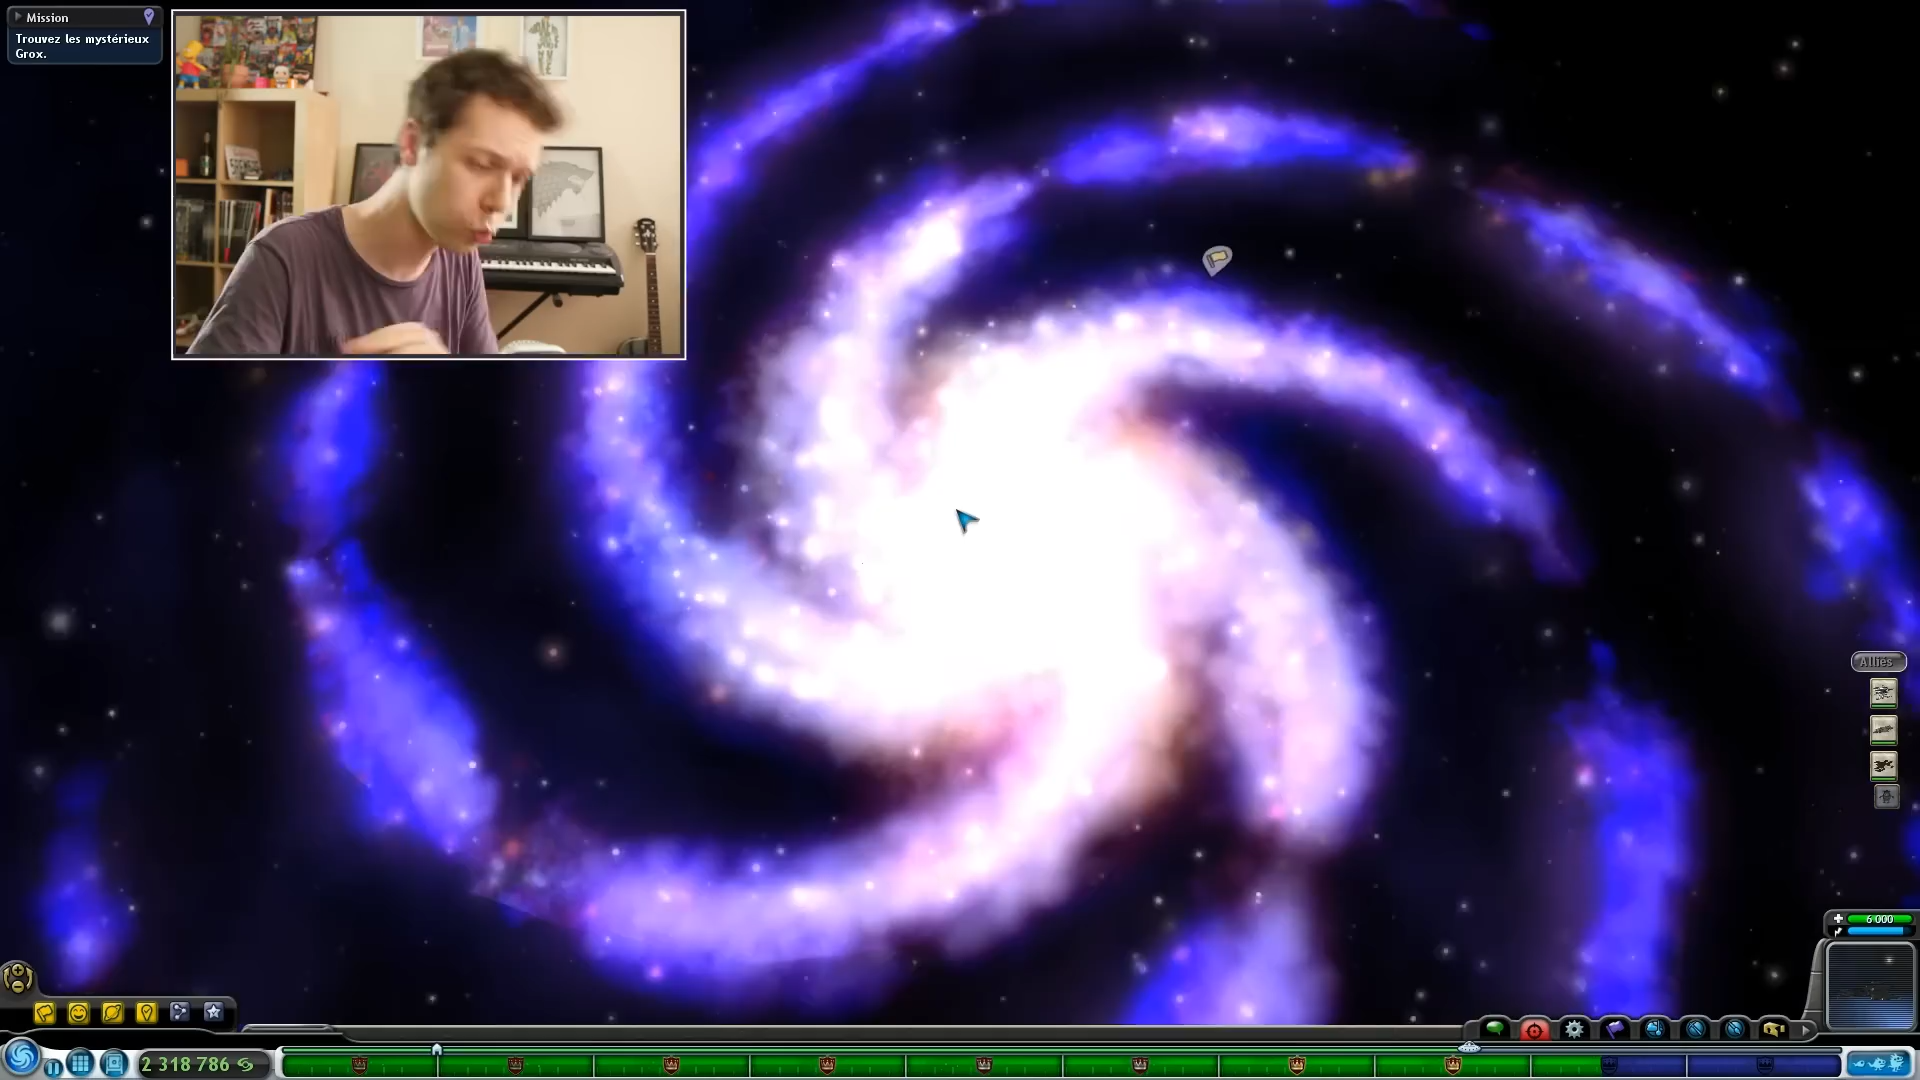 Mission
Trouvez les mystérieux
Grox.
Alliés
6 000
2 318 786